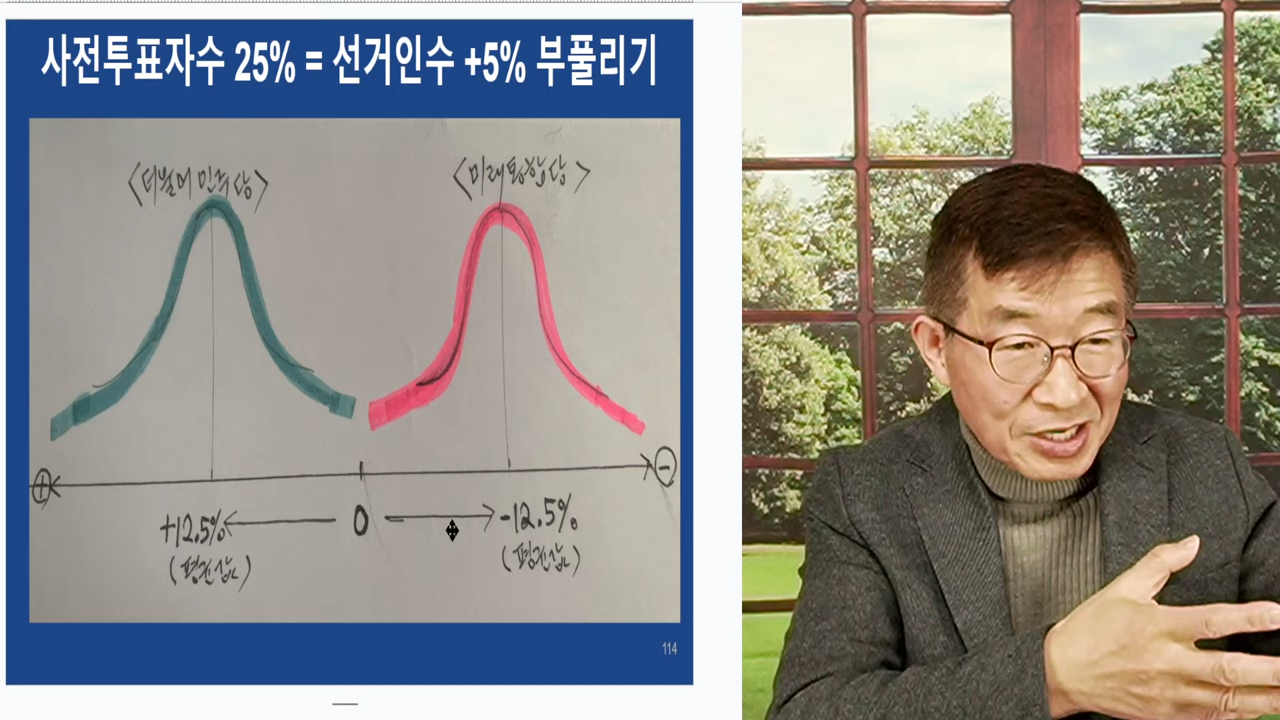 사전투표자수 25% = 선거인수 +5% 부풀리기
<더불어민주당> <미래통합당>
+ -
+12.5% 0 -12.5%
(평균값) (평균값)
114